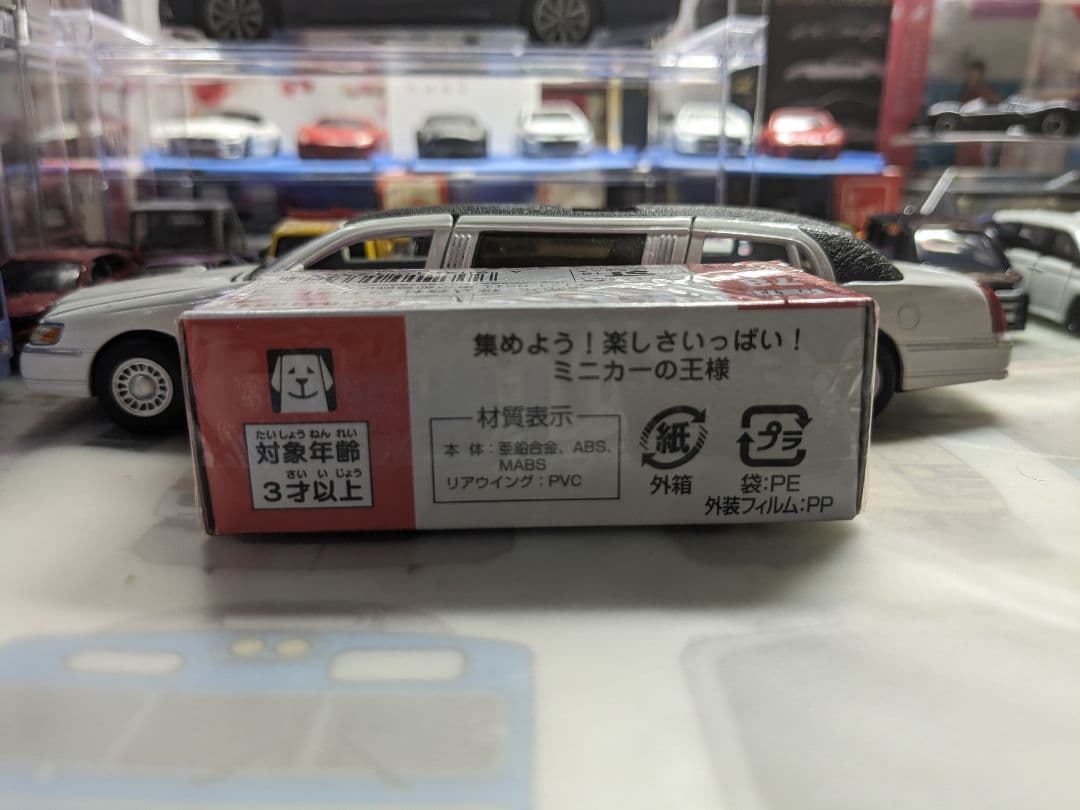 集めよう！楽しさいっぱい！
ミニカーの王様
たいしょうねんれい
対象年齢
さいいじょう
3才以上
材質表示
本体：亜鉛合金、ABS、
MABS
リアウイング：PVC
紙
外箱
プラ
袋：PE
外装フィルム：PP